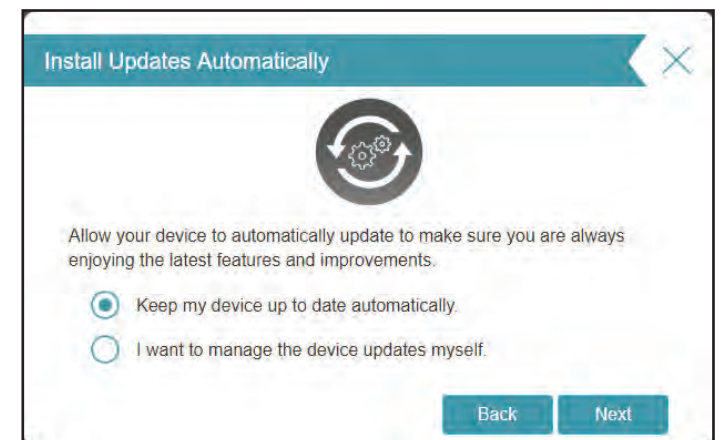 Install Updates Automatically
Allow your device to automatically update to make sure you are always
enjoying the latest features and improvements.
Keep my device up to date automatically.
I want to manage the device updates myself.
Back Next